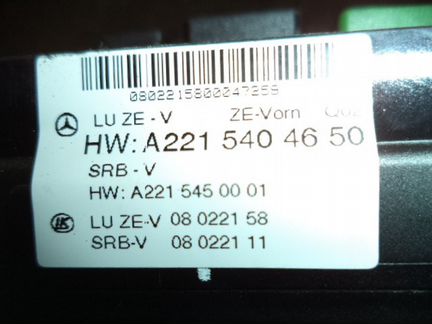 0802215800047259
LU ZE - V ZE-Vorn
HW: A221 540 46 50
SRB - V
HW: A221 545 00 01
LU ZE-V 08 0221 58
SRB-V 08 0221 11